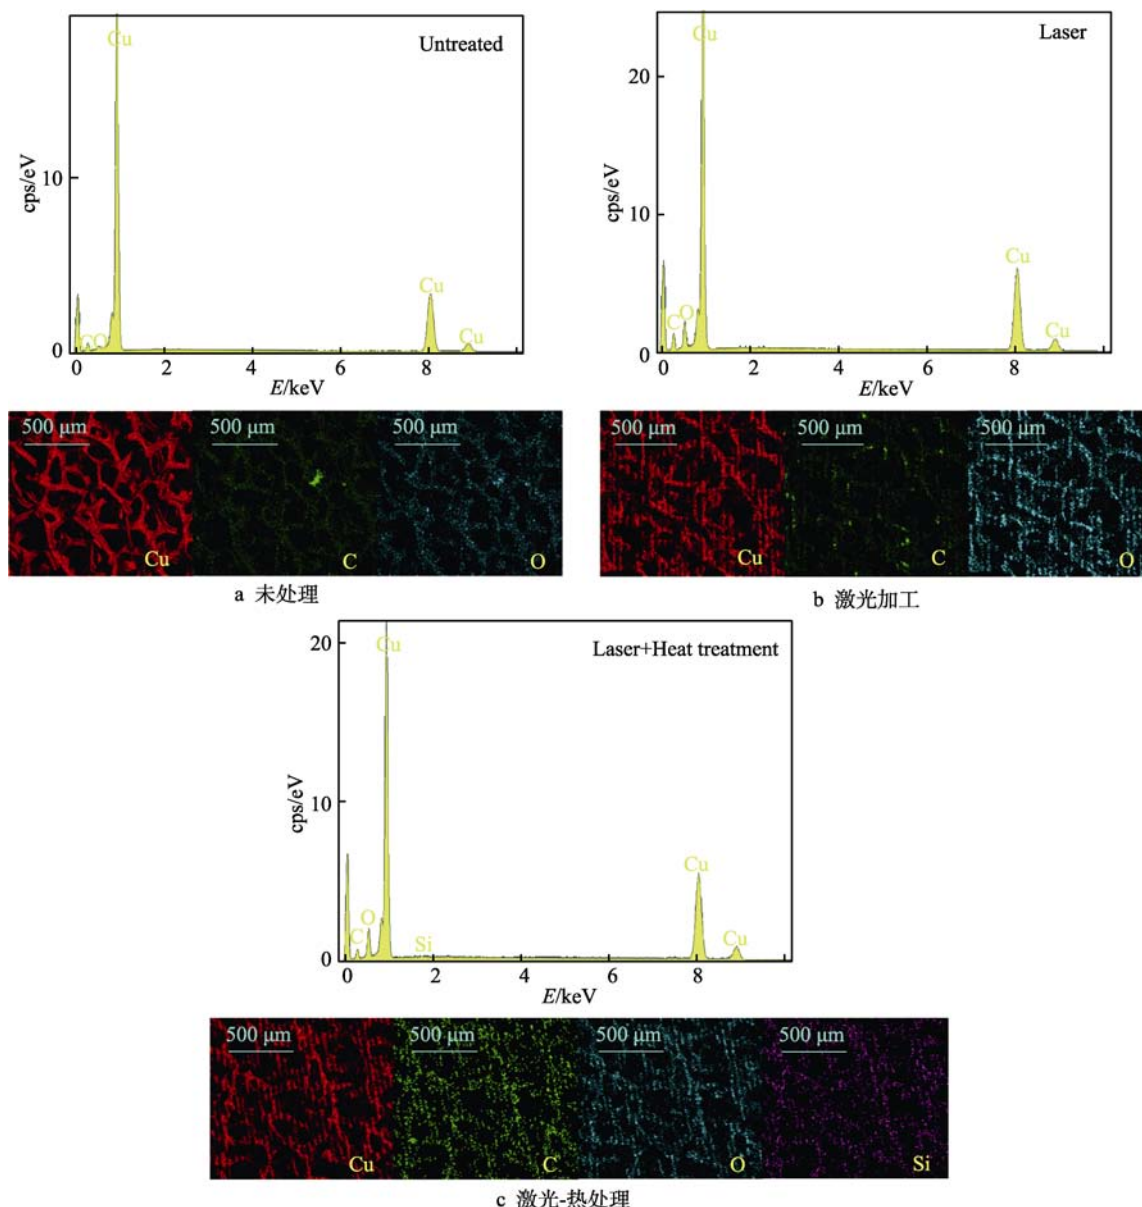 Untreated
Cu
10
0
cps/eV
C O
Cu
Cu
0 2 4 6 8
E/keV
500 μm 500 μm 500 μm
Cu C O
a 未处理
Laser
Cu
20
10
0
cps/eV
C O
Cu
Cu
0 2 4 6 8
E/keV
500 μm 500 μm 500 μm
Cu C O
b 激光加工
Laser+Heat treatment
Cu
20
10
0
cps/eV
C O
Si
Cu
Cu
0 2 4 6 8
E/keV
500 μm 500 μm 500 μm 500 μm
Cu C O Si
c 激光-热处理